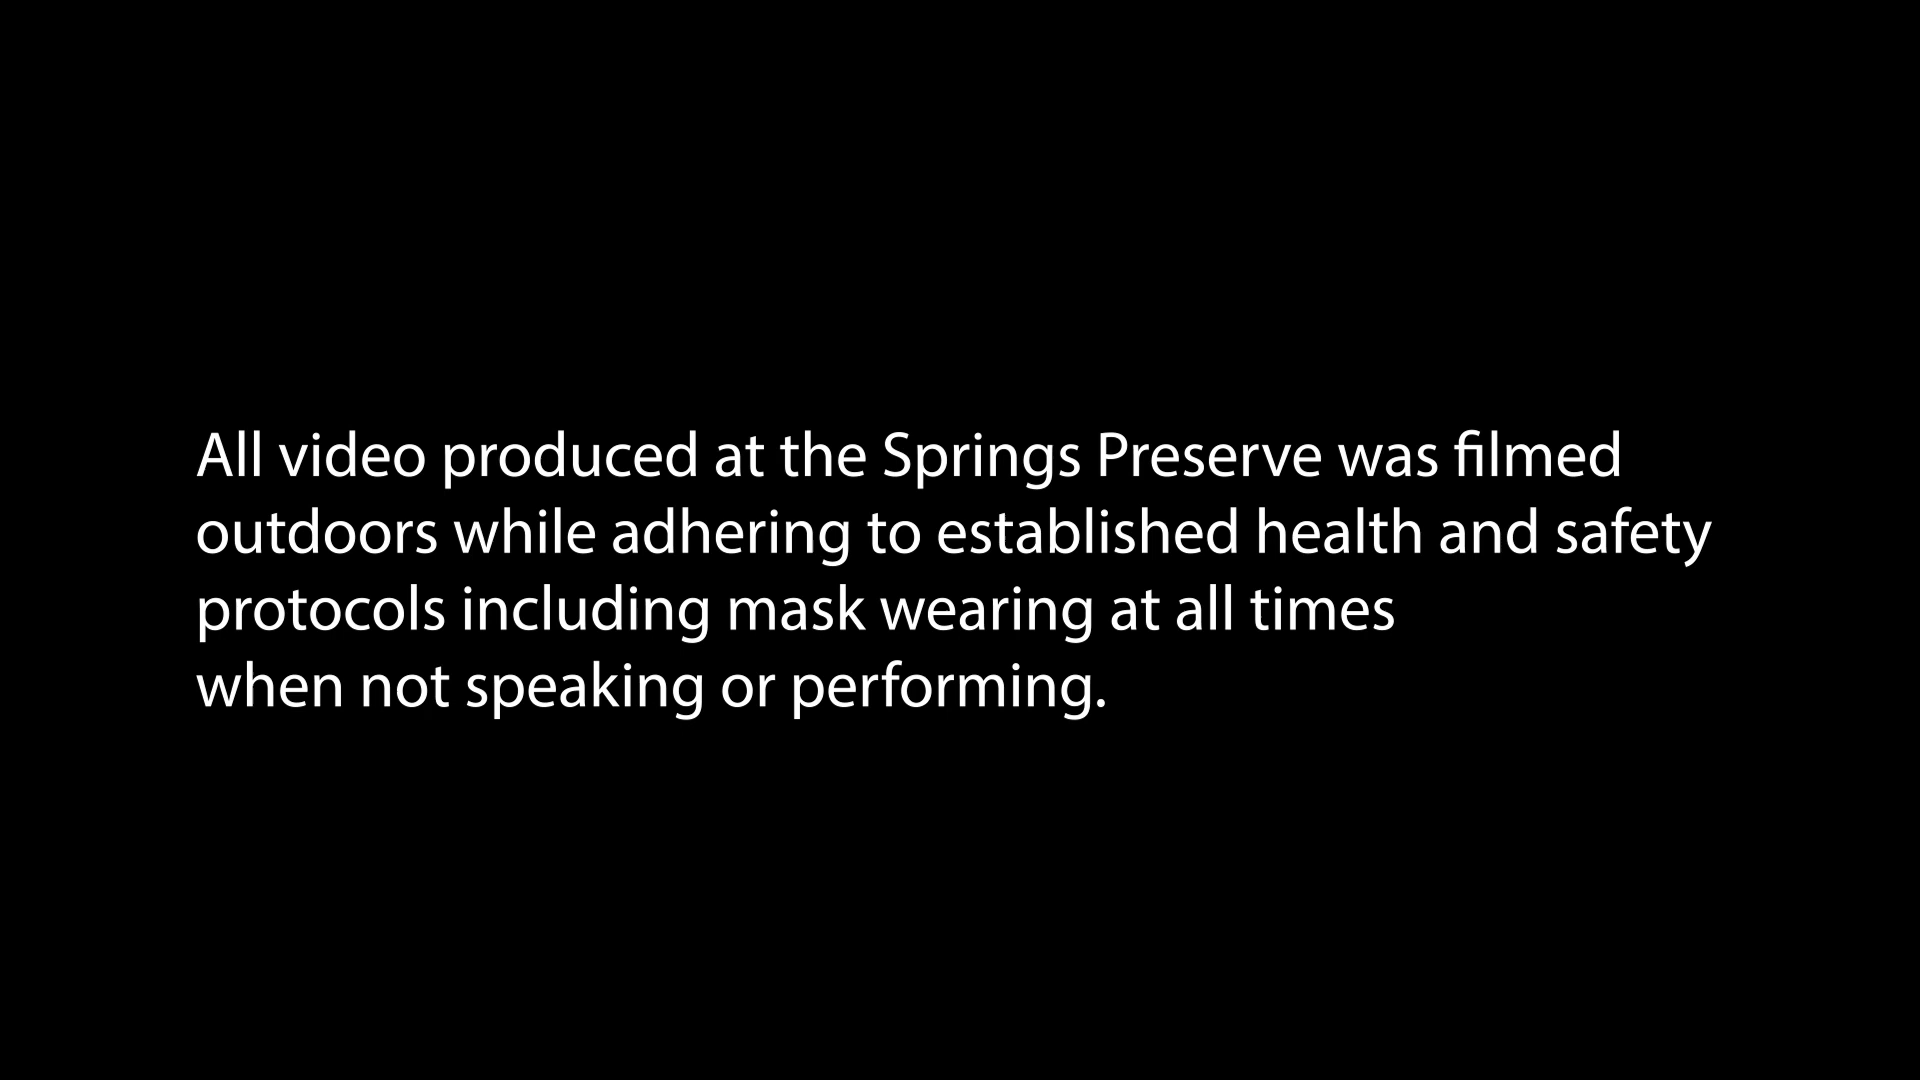 All video produced at the Springs Preserve was filmed
outdoors while adhering to established health and safety
protocols including mask wearing at all times
when not speaking or performing.